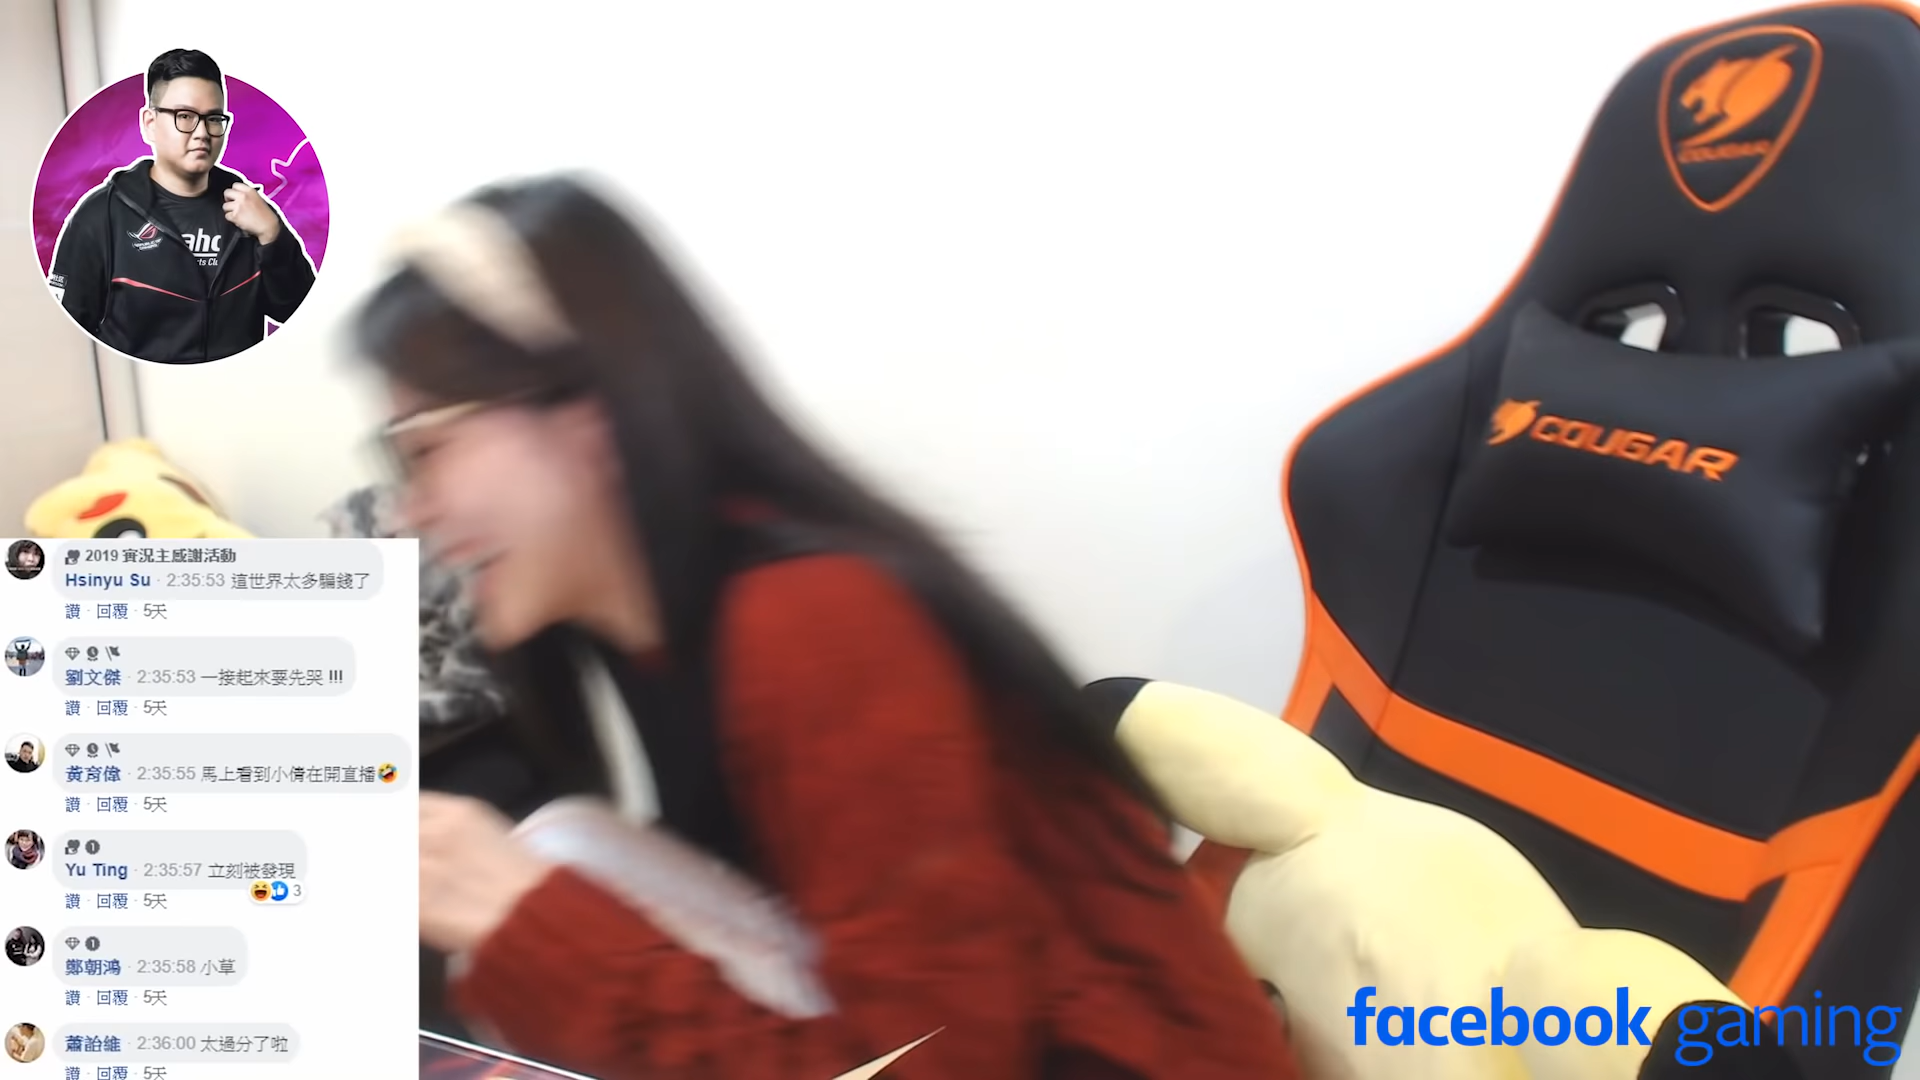 ahc
rts Clu
COUGAR
COUGAR
2019 實況主感謝活動
Hsinyu Su · 2:35:53 這世界太多騙錢了
讚 · 回覆 · 5天
劉文傑 · 2:35:53 一接起來要先哭 !!!
讚 · 回覆 · 5天
黃育偉 · 2:35:55 馬上看到小倩在開直播
讚 · 回覆 · 5天
Yu Ting · 2:35:57 立刻被發現
3
讚 · 回覆 · 5天
鄭朝鴻 · 2:35:58 小草
讚 · 回覆 · 5天
蕭詒維 · 2:36:00 太過分了啦
讚 · 回覆 · 5天
facebook gaming